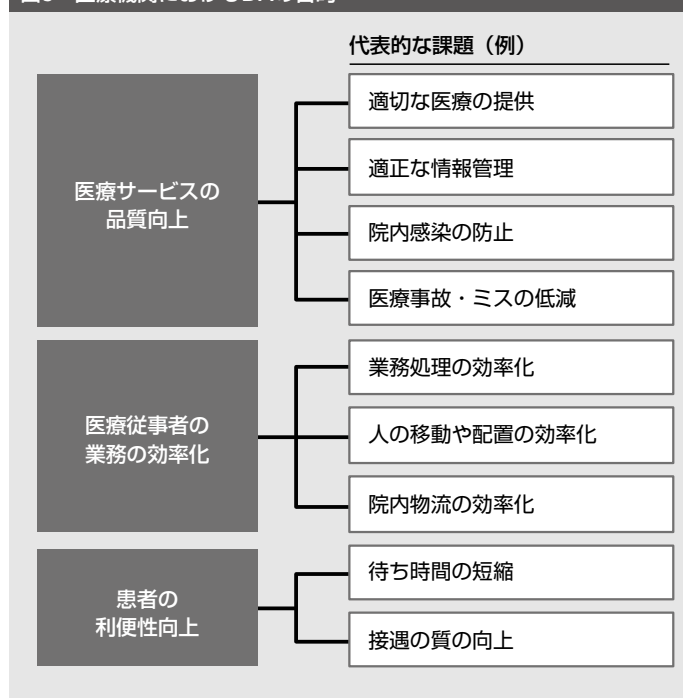 代表的な課題（例）
医療サービスの
品質向上
適切な医療の提供
適正な情報管理
院内感染の防止
医療事故・ミスの低減
医療従事者の
業務の効率化
業務処理の効率化
人の移動や配置の効率化
院内物流の効率化
患者の
利便性向上
待ち時間の短縮
接遇の質の向上